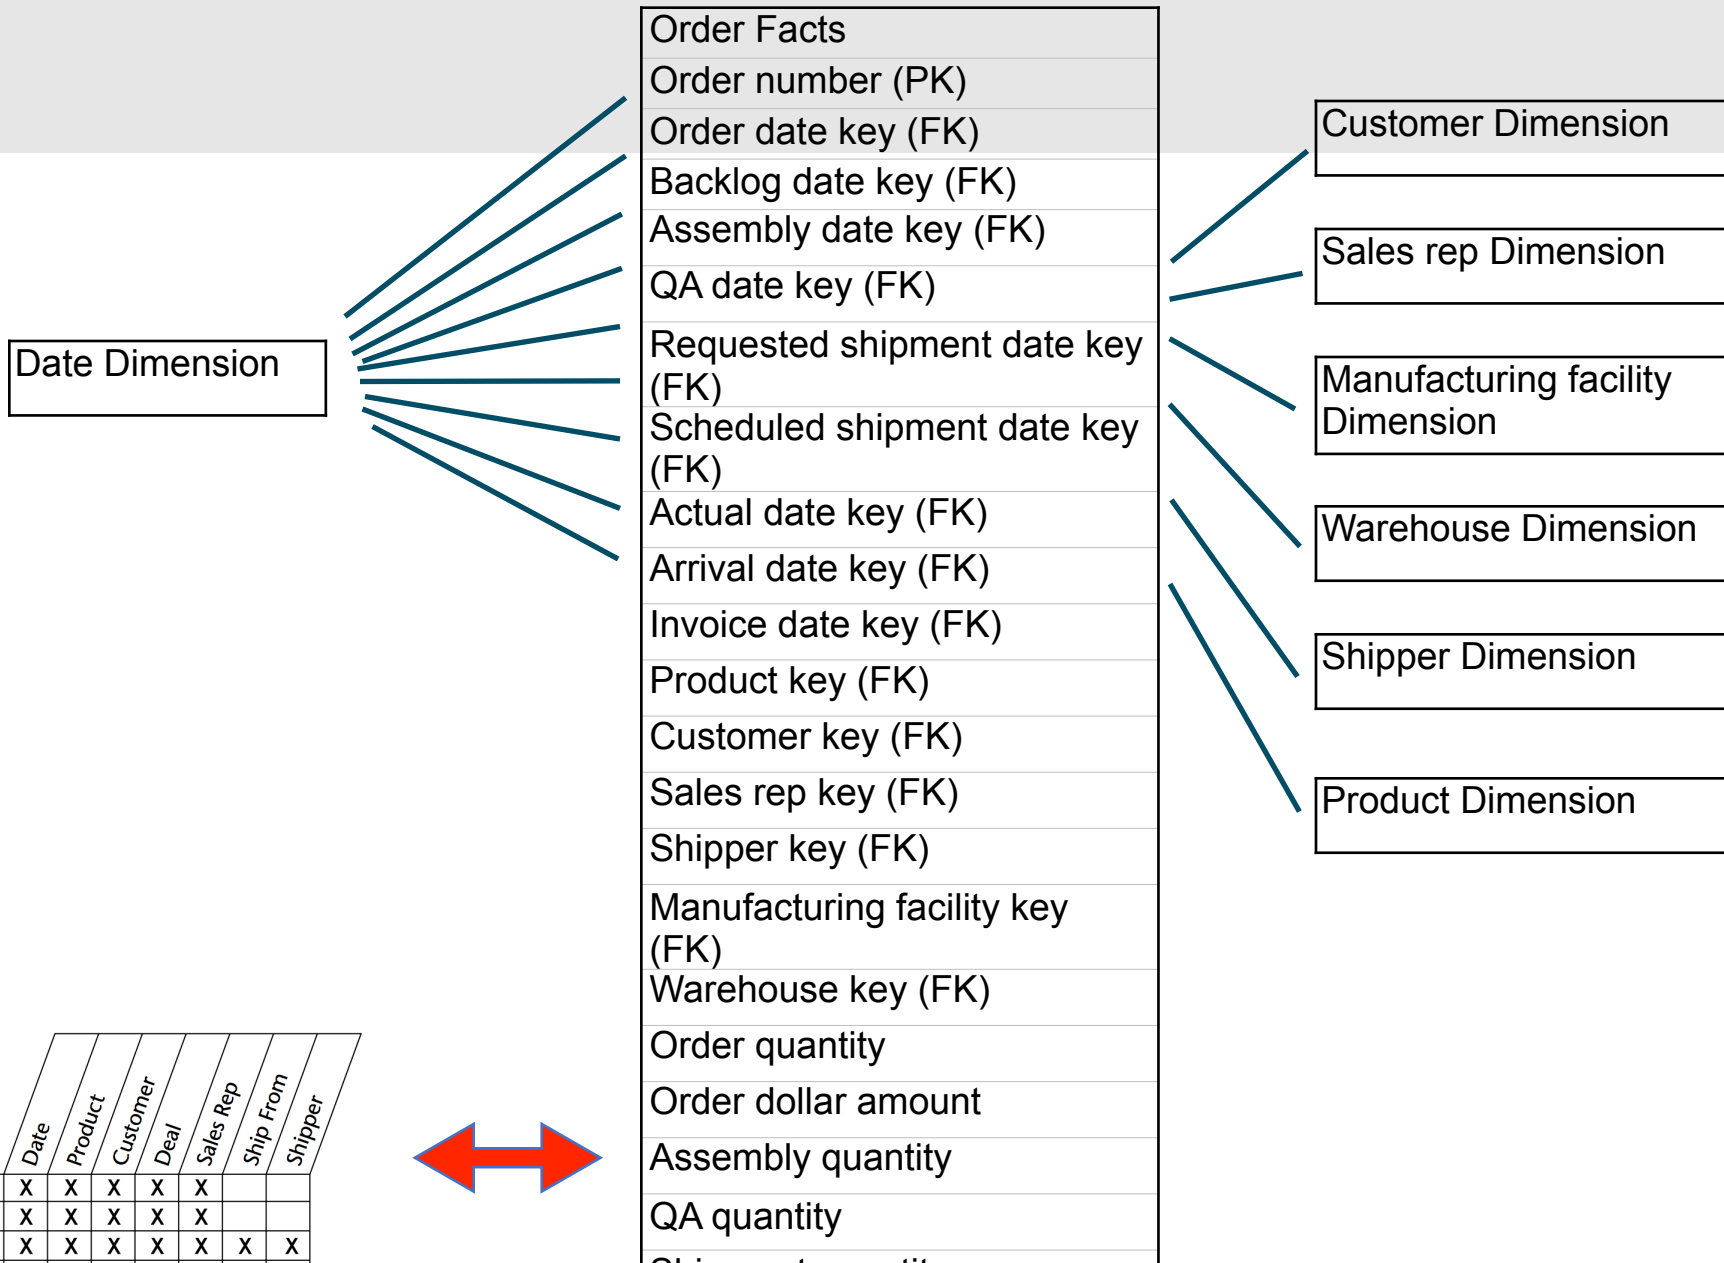 Order Facts
Order number (PK)
Order date key (FK)
Backlog date key (FK)
Assembly date key (FK)
QA date key (FK)
Requested shipment date key
(FK)
Scheduled shipment date key
(FK)
Actual date key (FK)
Arrival date key (FK)
Invoice date key (FK)
Product key (FK)
Customer key (FK)
Sales rep key (FK)
Shipper key (FK)
Manufacturing facility key
(FK)
Warehouse key (FK)
Order quantity
Order dollar amount
Assembly quantity
QA quantity
Date Dimension
Customer Dimension
Sales rep Dimension
Manufacturing facility
Dimension
Warehouse Dimension
Shipper Dimension
Product Dimension
Date
Product
Customer
Deal
Sales Rep
Ship From
Shipper
X X X X X
X X X X X
X X X X X X X